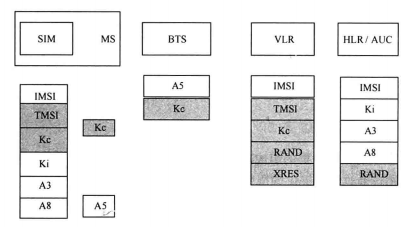 SIM MS BTS VLR HLR / AUC
IMSI
TMSI
Kc
Ki
A3
A8
Kc
A5
A5
Kc
IMSI
TMSI
Kc
RAND
XRES
IMSI
Ki
A3
A8
RAND